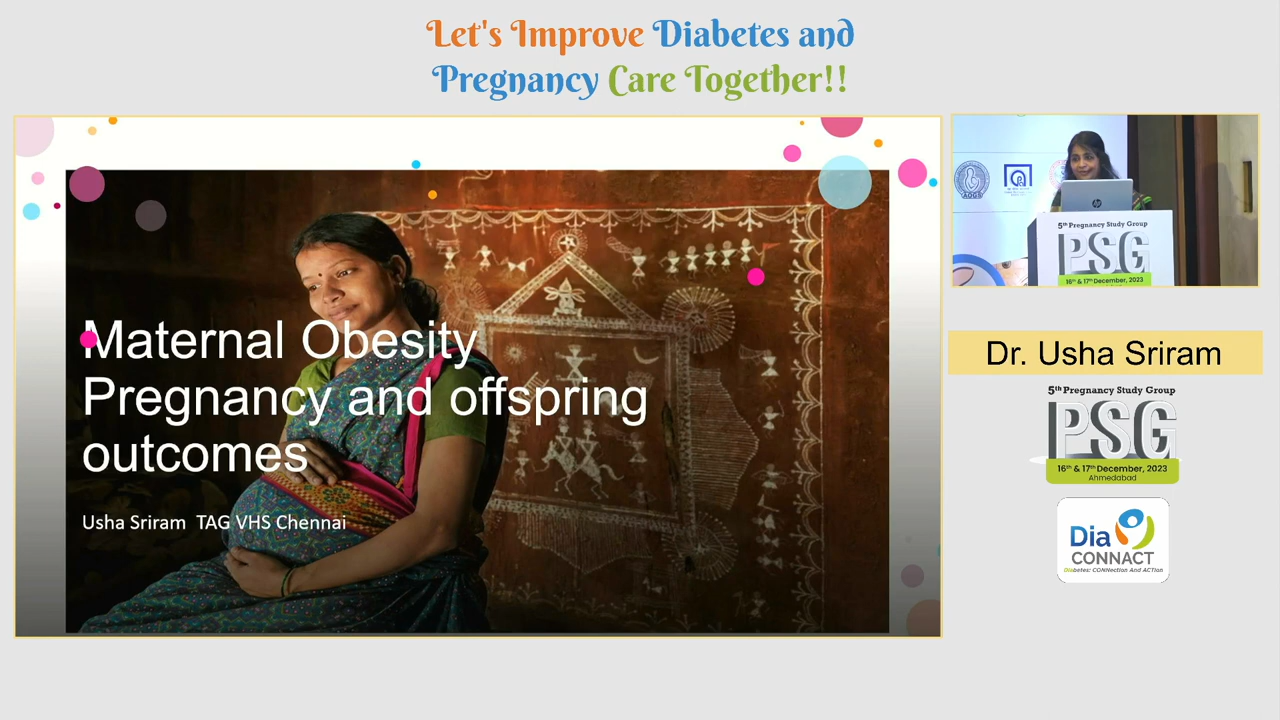 Let's Improve Diabetes and
Pregnancy Care Together!!
Maternal Obesity
Pregnancy and offspring
outcomes
Usha Sriram TAG VHS Chennai
hp
5th Pregnancy Study Group
PSG
16th & 17th December, 2023
Dr. Usha Sriram
5th Pregnancy Study Group
PSG
16th & 17th December, 2023
Ahmedabad
Dia
CONNACT
Diabetes: CONNection And ACTion